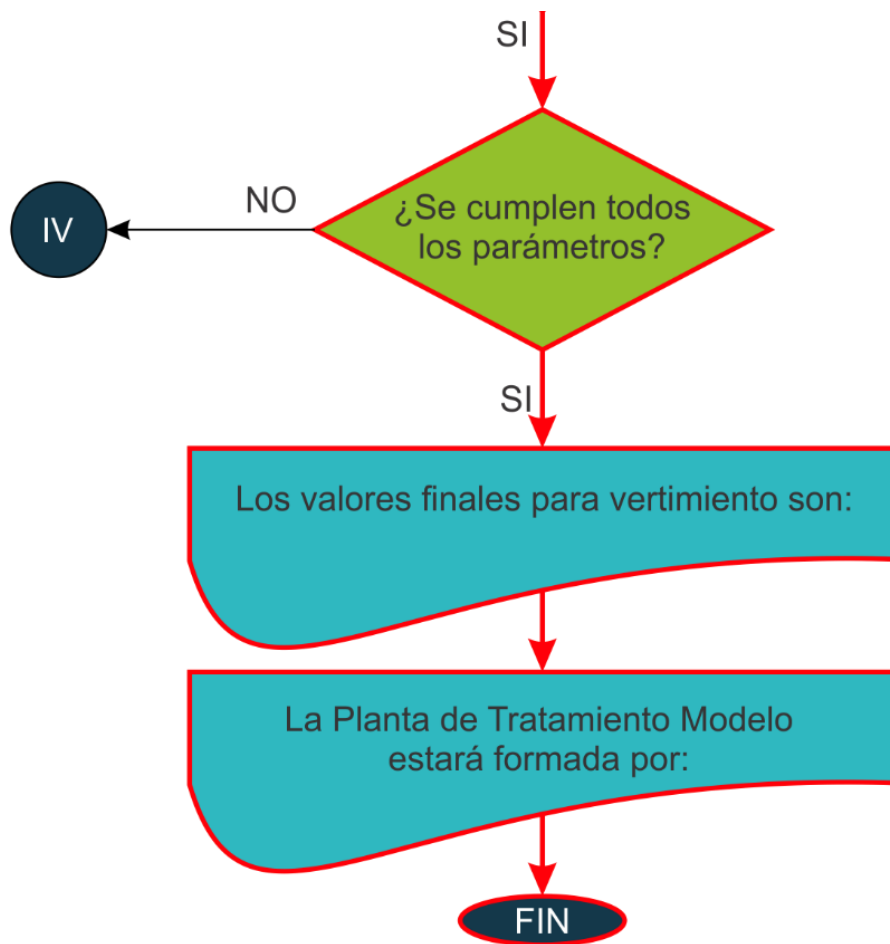 SI
¿Se cumplen todos
los parámetros?
NO
IV
SI
Los valores finales para vertimiento son:
La Planta de Tratamiento Modelo
estará formada por:
FIN